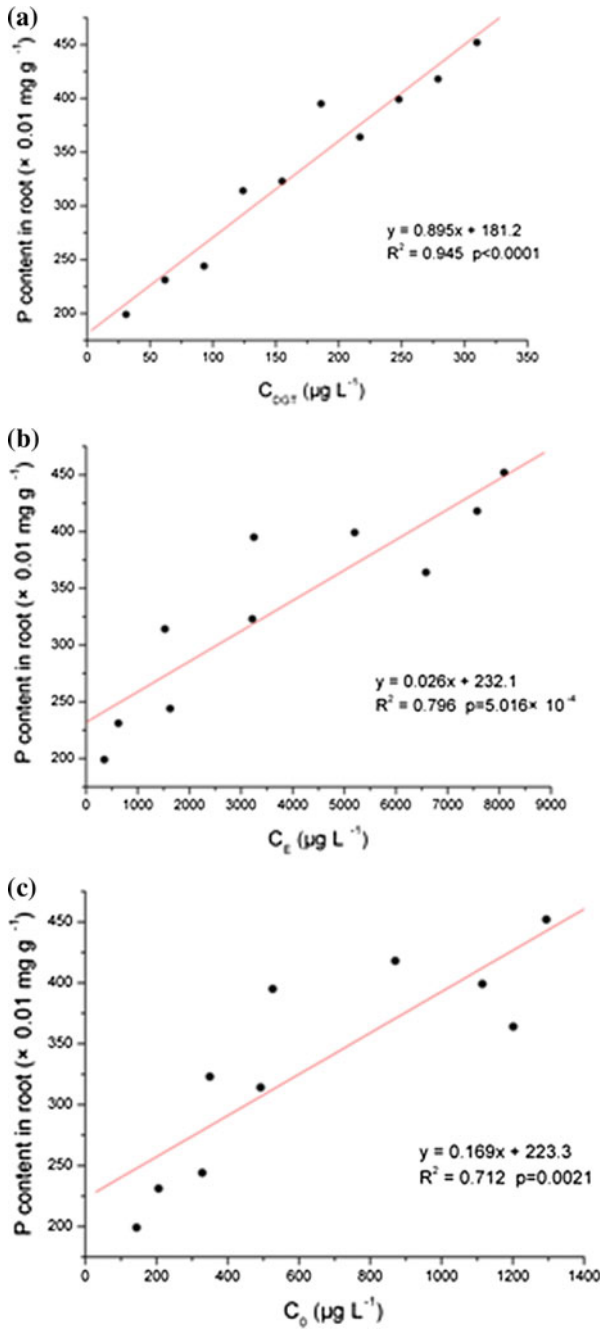 (a)
P content in root (× 0.01 mg g⁻¹)
450
400
350
300
250
200
y = 0.895x + 181.2
R² = 0.945 p<0.0001
0 50 100 150 200 250 300 350
C_DGT (µg L⁻¹)
(b)
P content in root (× 0.01 mg g⁻¹)
450
400
350
300
250
200
y = 0.026x + 232.1
R² = 0.796 p=5.016× 10⁻⁴
0 1000 2000 3000 4000 5000 6000 7000 8000 9000
C_E (µg L⁻¹)
(c)
P content in root (× 0.01 mg g⁻¹)
450
400
350
300
250
200
y = 0.169x + 223.3
R² = 0.712 p=0.0021
0 200 400 600 800 1000 1200 1400
C₀ (µg L⁻¹)